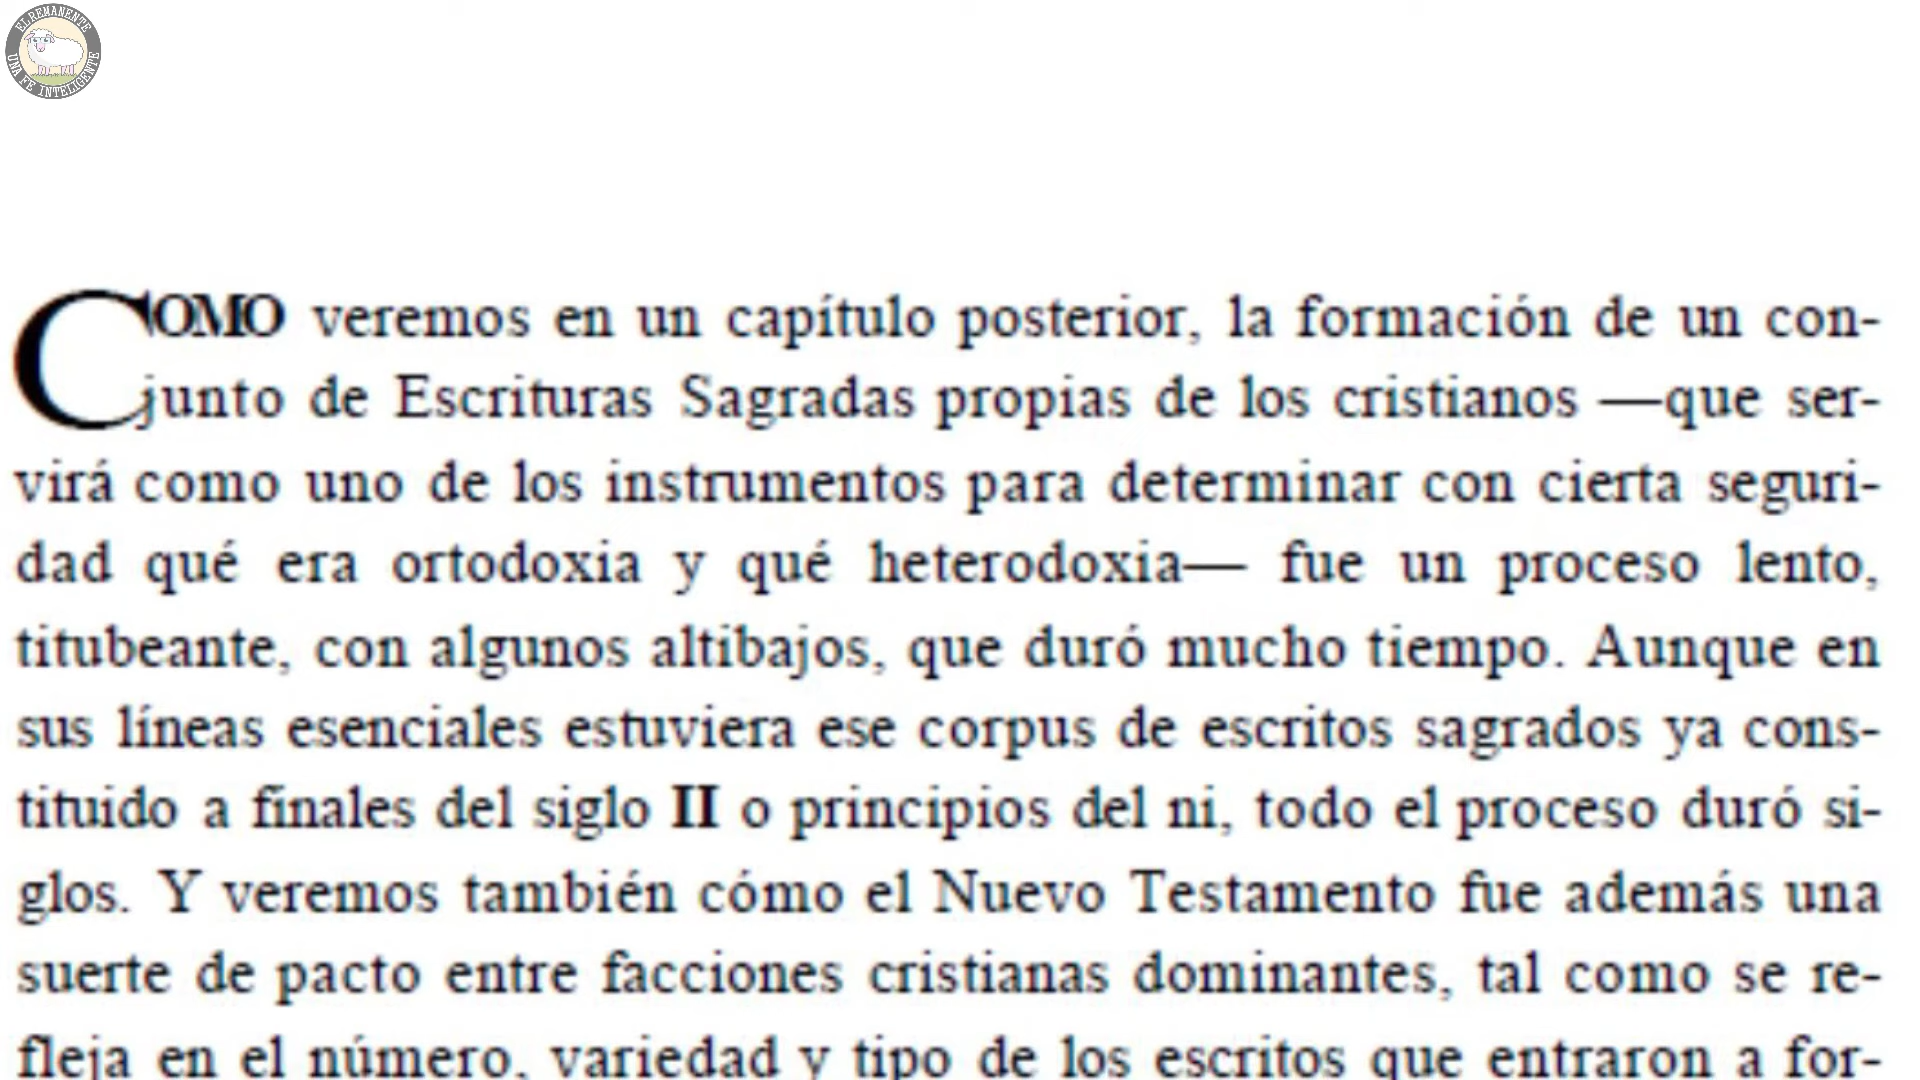 ELREMANENTE
UNA FE INTELIGENTE
COMO veremos en un capítulo posterior, la formación de un con-
junto de Escrituras Sagradas propias de los cristianos —que ser-
virá como uno de los instrumentos para determinar con cierta seguri-
dad qué era ortodoxia y qué heterodoxia— fue un proceso lento,
titubeante, con algunos altibajos, que duró mucho tiempo. Aunque en
sus líneas esenciales estuviera ese corpus de escritos sagrados ya cons-
tituido a finales del siglo II o principios del ni, todo el proceso duró si-
glos. Y veremos también cómo el Nuevo Testamento fue además una
suerte de pacto entre facciones cristianas dominantes, tal como se re-
fleja en el número, variedad y tipo de los escritos que entraron a for-